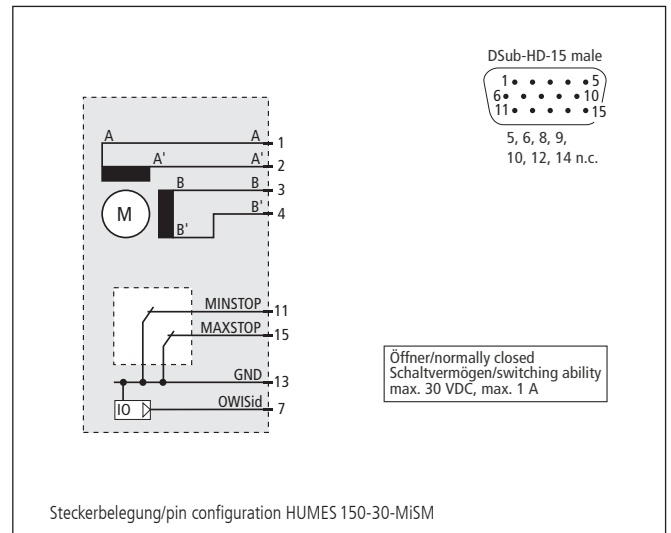 DSub-HD-15 male
1 5
6 10
11 15
5, 6, 8, 9,
10, 12, 14 n.c.
A A 1
A' A' 2
B B 3
B' B' 4
M
MINSTOP 11
MAXSTOP 15
GND 13
IO OWISid 7
Öffner/normally closed
Schaltvermögen/switching ability
max. 30 VDC, max. 1 A
Steckerbelegung/pin configuration HUMES 150-30-MiSM